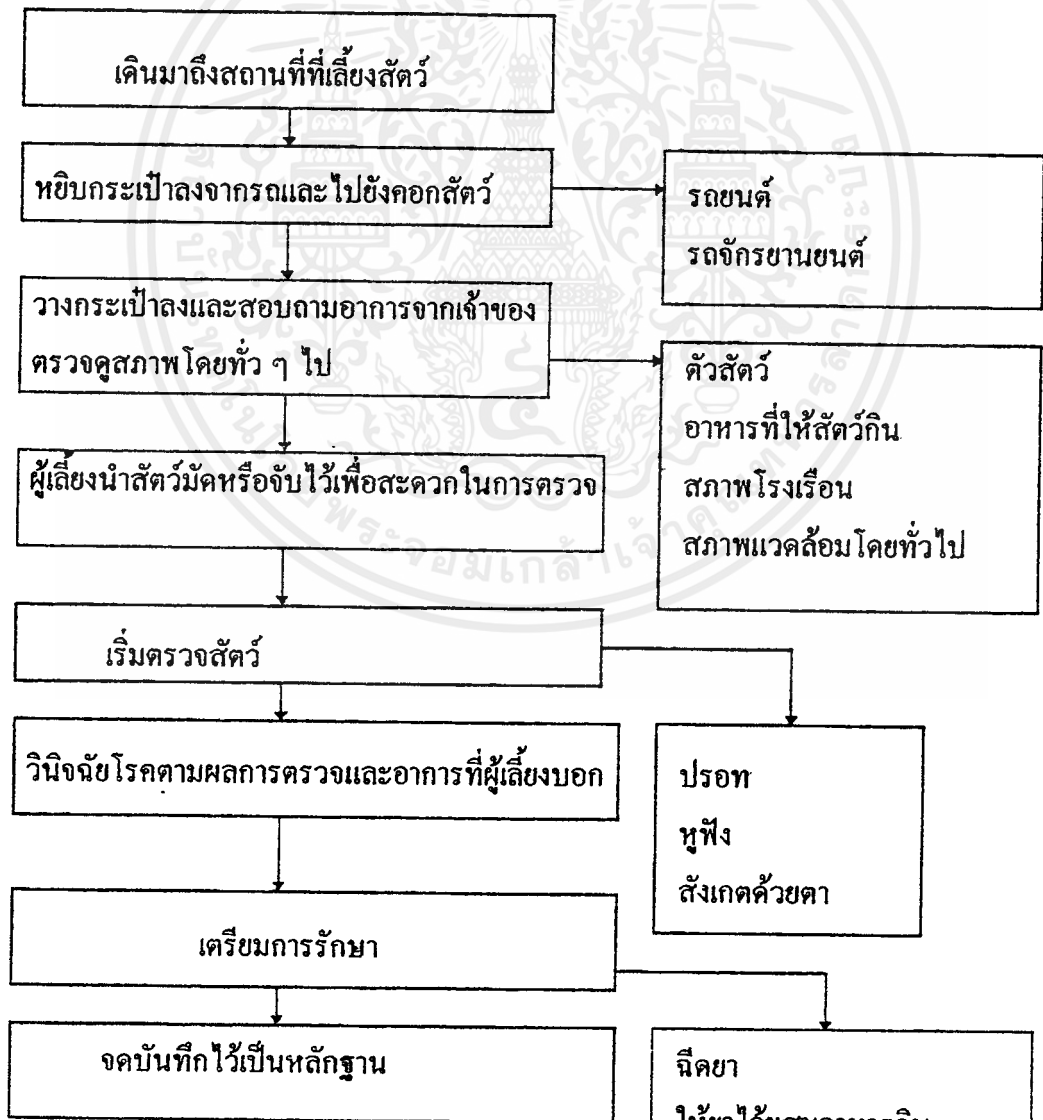 เดินมาถึงสถานที่ที่เลี้ยงสัตว์
หยิบกระเป๋าลงจากรถและไปยังคอกสัตว์
รถยนต์
รถจักรยานยนต์
วางกระเป๋าลงและสอบถามอาการจากเจ้าของ
ตรวจดูสภาพโดยทั่ว ๆ ไป
ตัวสัตว์
อาหารที่ให้สัตว์กิน
สภาพโรงเรือน
สภาพแวดล้อมโดยทั่วไป
ผู้เลี้ยงนำสัตว์มัดหรือจับไว้เพื่อสะดวกในการตรวจ
เริ่มตรวจสัตว์
ปรอท
หูฟัง
สังเกตด้วยตา
วินิจฉัยโรคตามผลการตรวจและอาการที่ผู้เลี้ยงบอก
เตรียมการรักษา
จดบันทึกไว้เป็นหลักฐาน
ฉีดยา